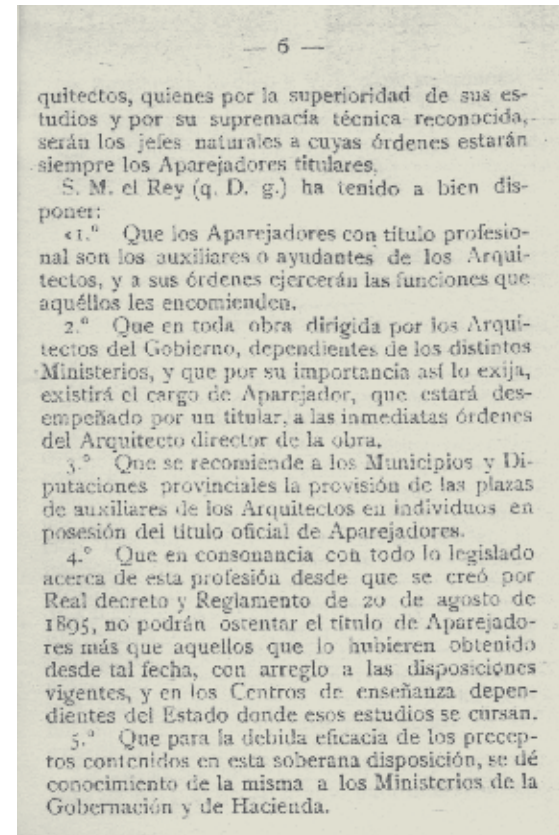 — 6 —
quitectos, quienes por la superioridad de sus es-
tudios y por su supremacía técnica reconocida,
serán los jefes naturales a cuyas órdenes estarán
siempre los Aparejadores titulares.
S. M. el Rey (q. D. g.) ha tenido a bien dis-
poner:
«1.º Que los Aparejadores con título profesio-
nal son los auxiliares o ayudantes de los Arqui-
tectos, y a sus órdenes ejercerán las funciones que
aquéllos les encomienden.
2.º Que en toda obra dirigida por los Arqui-
tectos del Gobierno, dependientes de los distintos
Ministerios, y que por su importancia así lo exija,
existirá el cargo de Aparejador, que estará des-
empeñado por un titular, a las inmediatas órdenes
del Arquitecto director de la obra.
3.º Que se recomiende a los Municipios y Di-
putaciones provinciales la provisión de las plazas
de auxiliares de los Arquitectos en individuos en
posesión del título oficial de Aparejadores.
4.º Que en consonancia con todo lo legislado
acerca de esta profesión desde que se creó por
Real decreto y Reglamento de 20 de agosto de
1895, no podrán ostentar el título de Aparejado-
res más que aquellos que lo hubieren obtenido
desde tal fecha, con arreglo a las disposiciones
vigentes, y en los Centros de enseñanza depen-
dientes del Estado donde esos estudios se cursan.
5.º Que para la debida eficacia de los precep-
tos contenidos en esta soberana disposición, se dé
conocimiento de la misma a los Ministerios de la
Gobernación y de Hacienda.